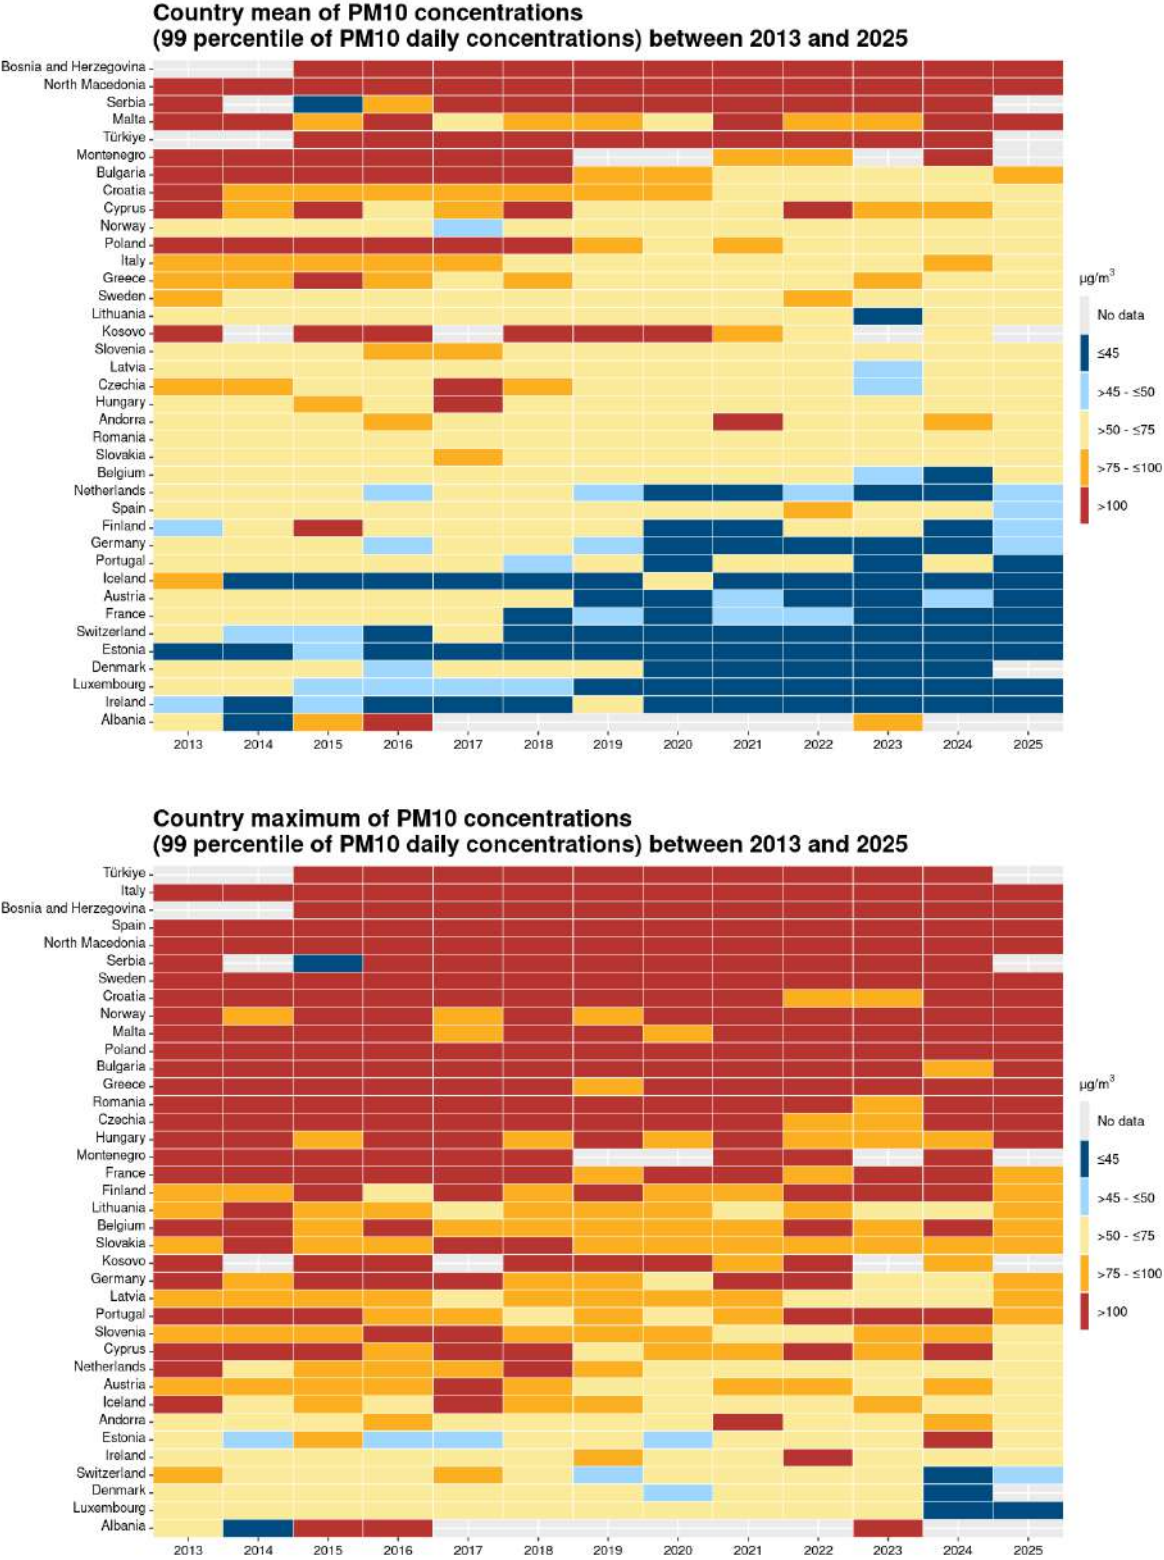 Country mean of PM10 concentrations
(99 percentile of PM10 daily concentrations) between 2013 and 2025
Bosnia and Herzegovina
North Macedonia
Serbia
Malta
Türkiye
Montenegro
Bulgaria
Croatia
Cyprus
Norway
Poland
Italy
Greece
Sweden
Lithuania
Kosovo
Slovenia
Latvia
Czechia
Hungary
Andorra
Romania
Slovakia
Belgium
Netherlands
Spain
Finland
Germany
Portugal
Iceland
Austria
France
Switzerland
Estonia
Denmark
Luxembourg
Ireland
Albania
2013 2014 2015 2016 2017 2018 2019 2020 2021 2022 2023 2024 2025
µg/m³
No data
≤45
>45 - ≤50
>50 - ≤75
>75 - ≤100
>100
Country maximum of PM10 concentrations
(99 percentile of PM10 daily concentrations) between 2013 and 2025
Türkiye
Italy
Bosnia and Herzegovina
Spain
North Macedonia
Serbia
Sweden
Croatia
Norway
Malta
Poland
Bulgaria
Greece
Romania
Czechia
Hungary
Montenegro
France
Finland
Lithuania
Belgium
Slovakia
Kosovo
Germany
Latvia
Portugal
Slovenia
Cyprus
Netherlands
Austria
Iceland
Andorra
Estonia
Ireland
Switzerland
Denmark
Luxembourg
Albania
2013 2014 2015 2016 2017 2018 2019 2020 2021 2022 2023 2024 2025
µg/m³
No data
≤45
>45 - ≤50
>50 - ≤75
>75 - ≤100
>100